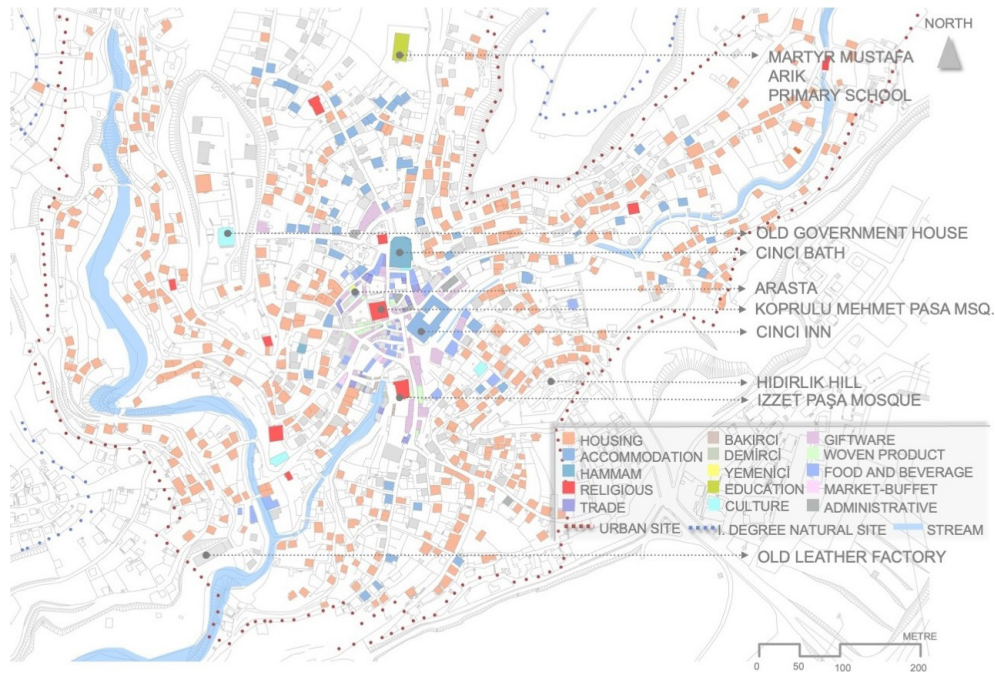 NORTH
MARTYR MUSTAFA
ARIK
PRIMARY SCHOOL
OLD GOVERNMENT HOUSE
CINCI BATH
ARASTA
KOPRULU MEHMET PASA MSQ.
CINCI INN
HIDIRLIK HILL
IZZET PAŞA MOSQUE
HOUSING BAKIRCI GIFTWARE
ACCOMMODATION DEMİRCİ WOVEN PRODUCT
HAMMAM YEMENİCİ FOOD AND BEVERAGE
RELIGIOUS EDUCATION MARKET-BUFFET
TRADE CULTURE ADMINISTRATIVE
URBAN SITE I. DEGREE NATURAL SITE STREAM
OLD LEATHER FACTORY
METRE
0 50 100 200